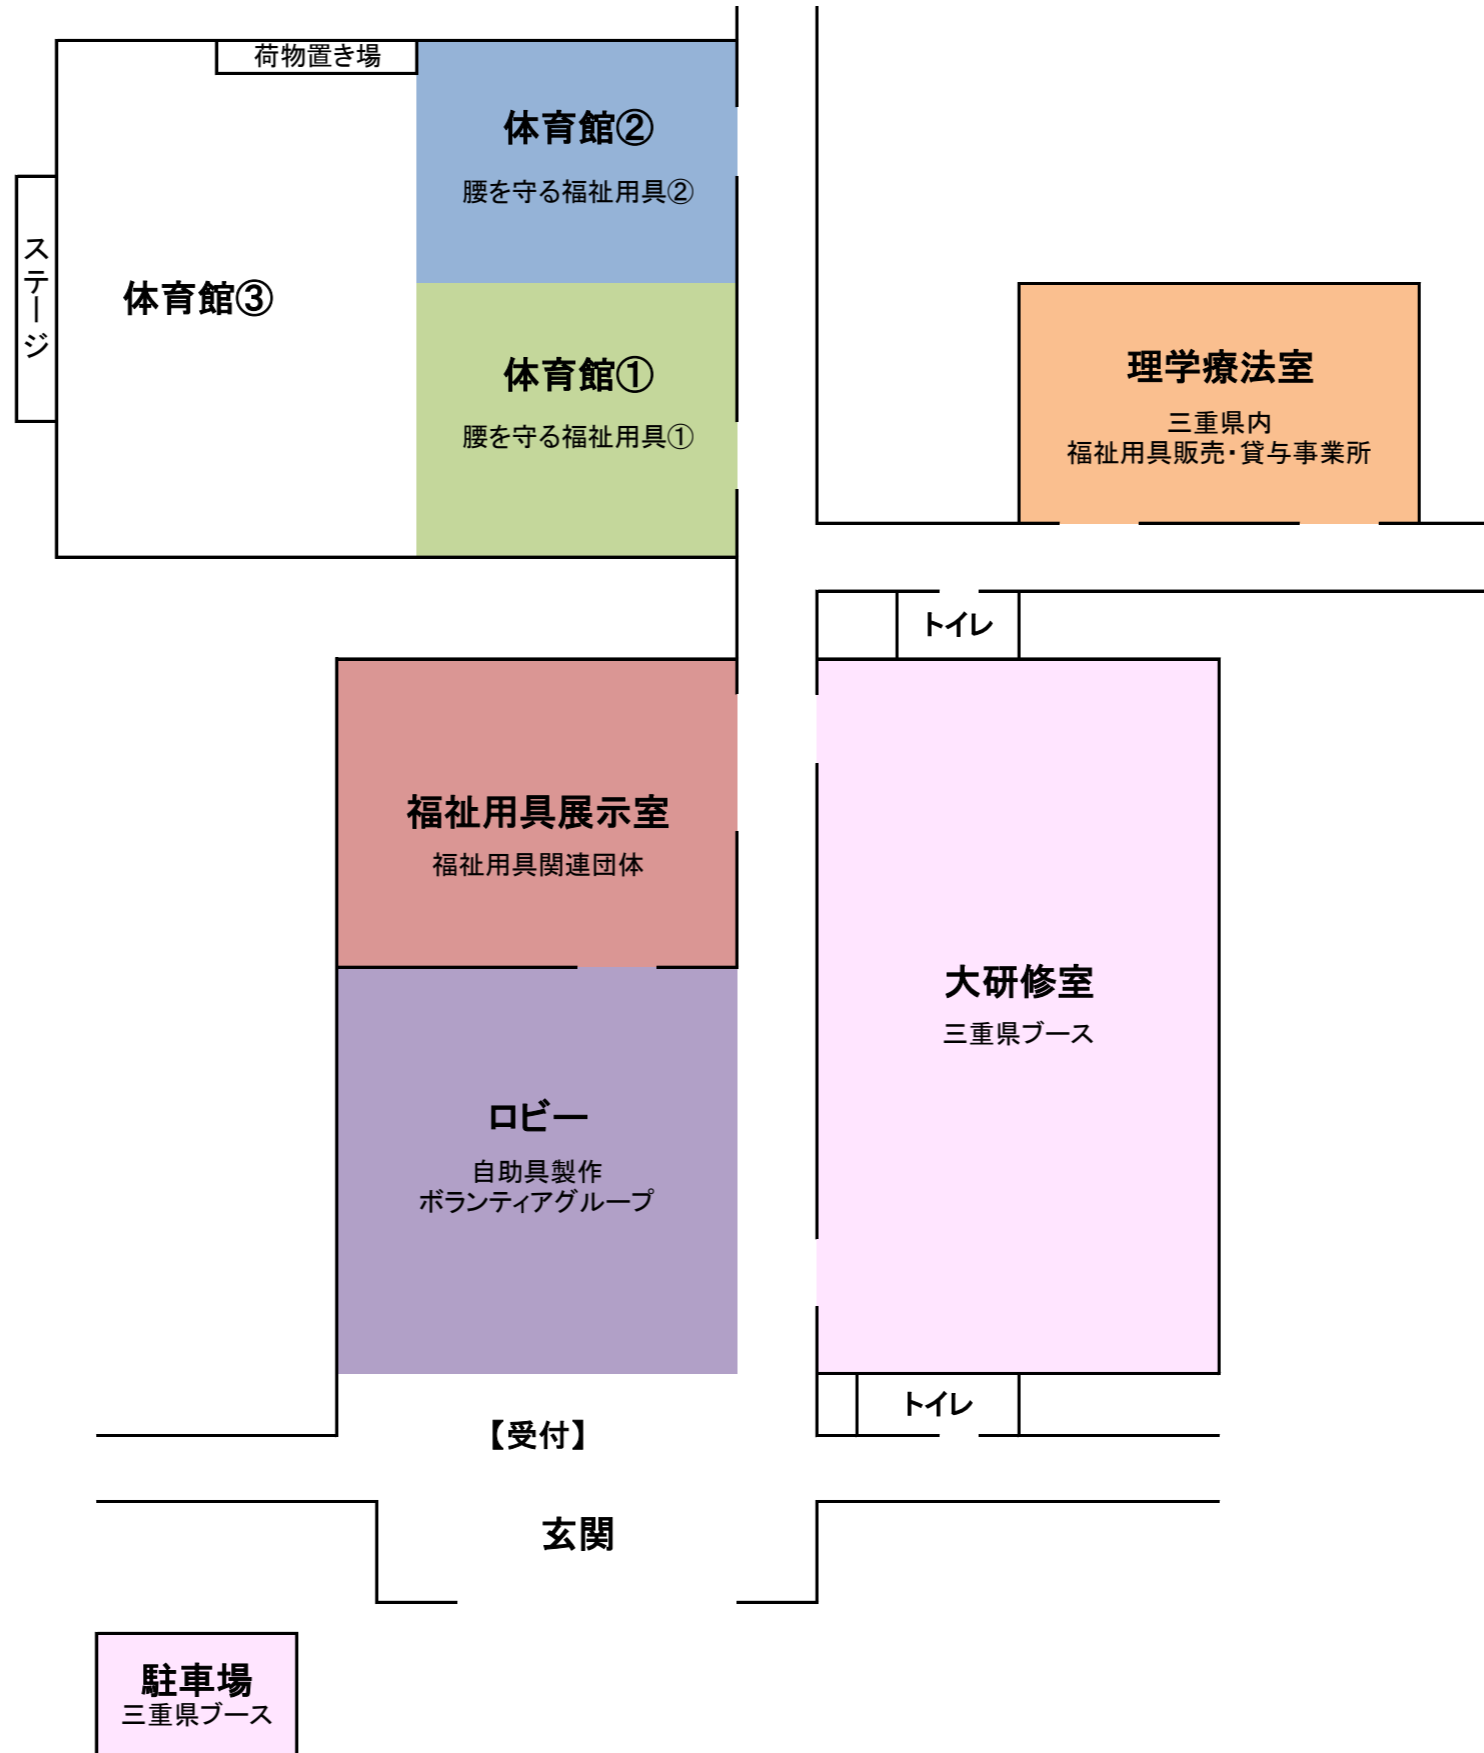 荷物置き場
体育館②
腰を守る福祉用具②
ステージ
体育館③
体育館①
腰を守る福祉用具①
理学療法室
三重県内
福祉用具販売・貸与事業所
トイレ
福祉用具展示室
福祉用具関連団体
大研修室
三重県ブース
ロビー
自助具製作
ボランティアグループ
トイレ
【受付】
玄関
駐車場
三重県ブース